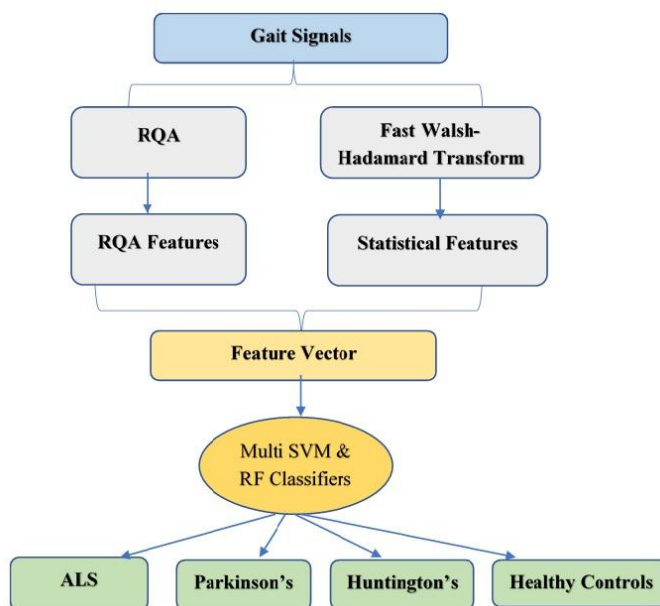 Gait Signals
RQA
Fast Walsh-
Hadamard Transform
RQA Features
Statistical Features
Feature Vector
Multi SVM &
RF Classifiers
ALS
Parkinson's
Huntington's
Healthy Controls